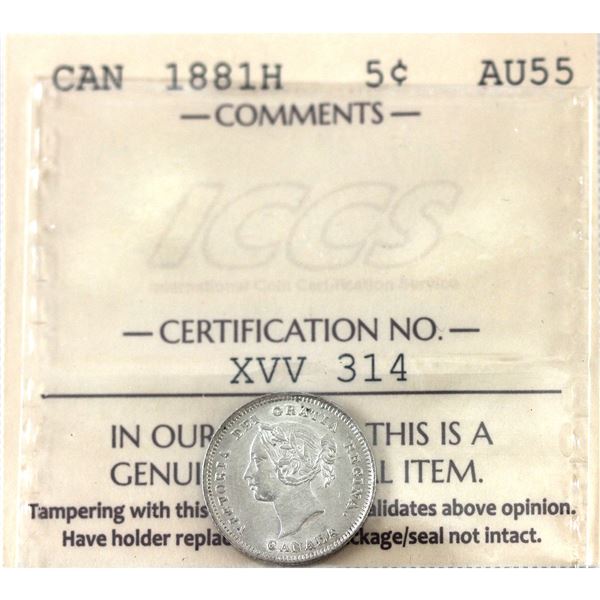 CAN 1881H 5¢ AU55
— COMMENTS —
ICCS
International Coin Certification Service
— CERTIFICATION NO. —
XVV 314
IN OUR THIS IS A
GENUI L ITEM.
Tampering with this alidates above opinion.
Have holder replac ckage/seal not intact.
VICTORIA DEI GRATIA REGINA.
CANADA